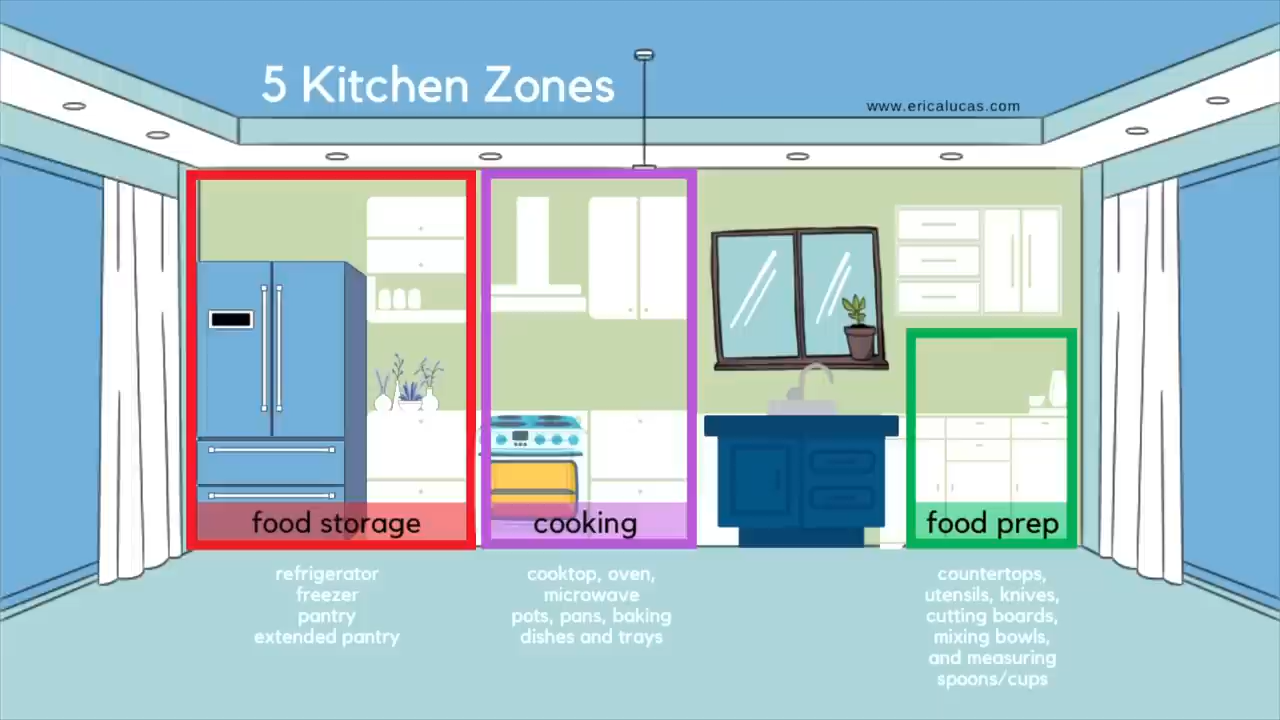 5 Kitchen Zones
www.ericalucas.com
food storage
cooking
food prep
refrigerator
freezer
pantry
extended pantry
cooktop, oven,
microwave
pots, pans, baking
dishes and trays
countertops,
utensils, knives,
cutting boards,
mixing bowls,
and measuring
spoons/cups